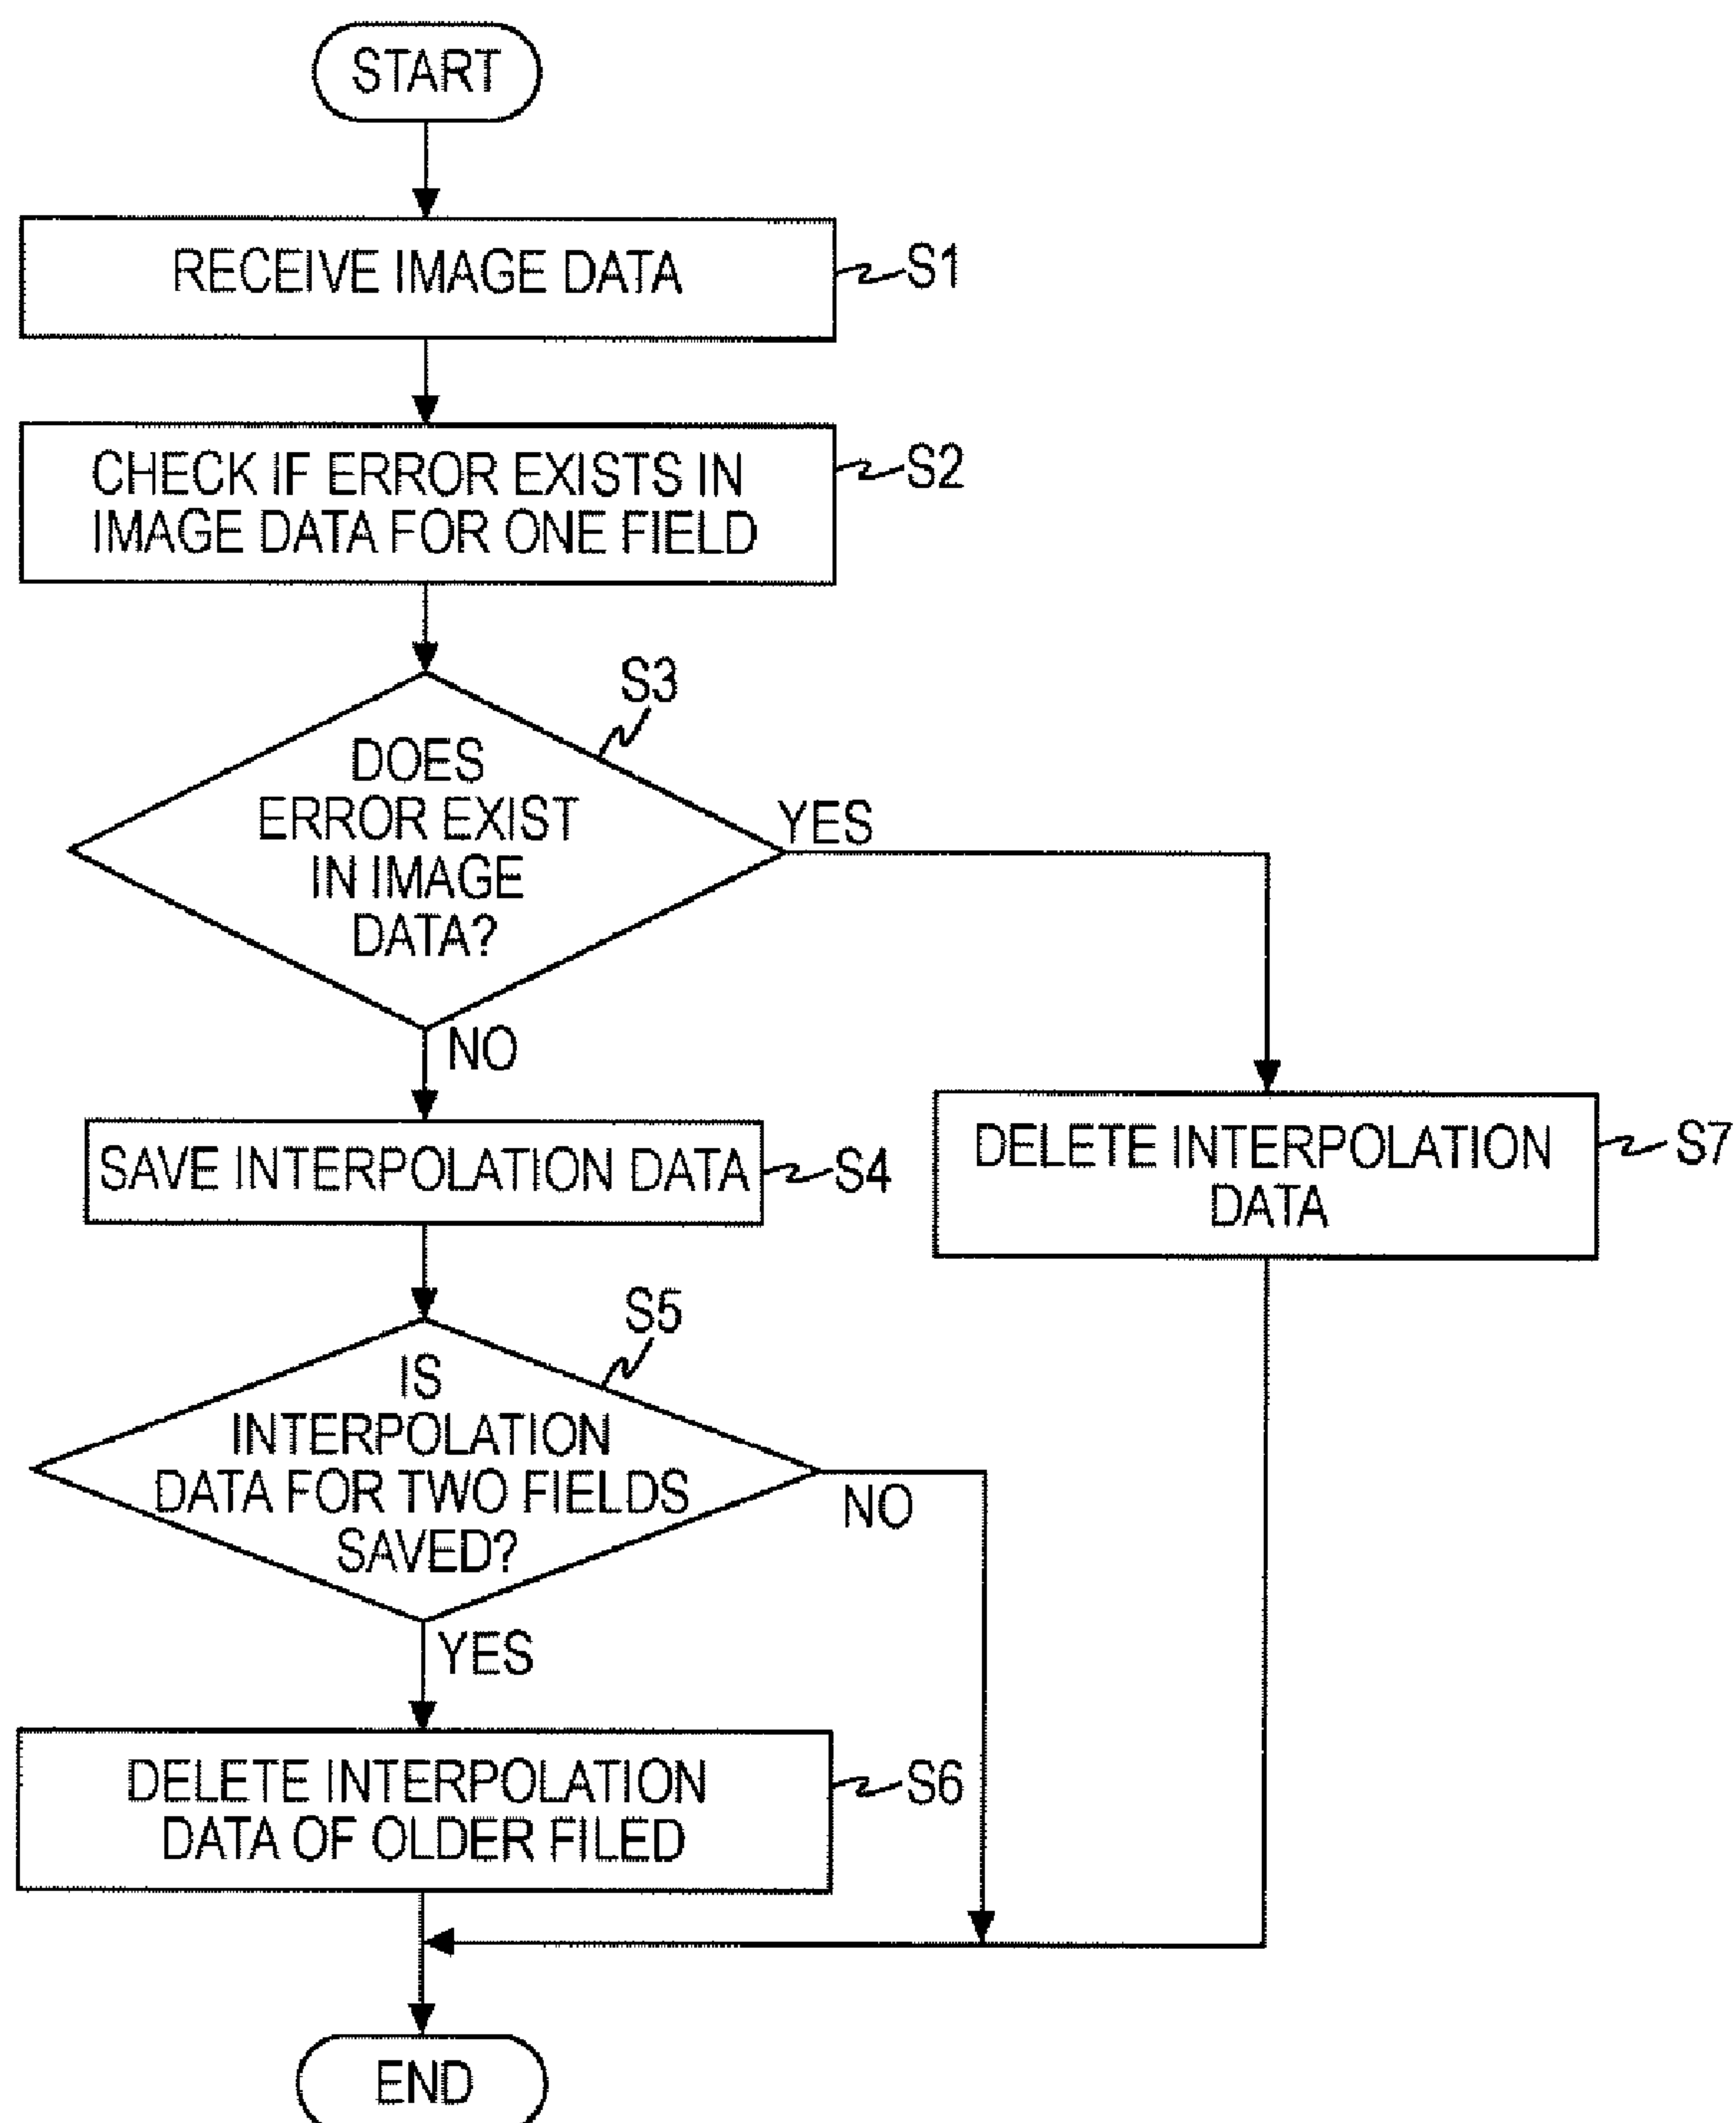 START
RECEIVE IMAGE DATA
S1
CHECK IF ERROR EXISTS IN
IMAGE DATA FOR ONE FIELD
S2
S3
DOES
ERROR EXIST
IN IMAGE
DATA?
YES
NO
SAVE INTERPOLATION DATA
S4
DELETE INTERPOLATION
DATA
S7
S5
IS
INTERPOLATION
DATA FOR TWO FIELDS
SAVED?
NO
YES
DELETE INTERPOLATION
DATA OF OLDER FILED
S6
END